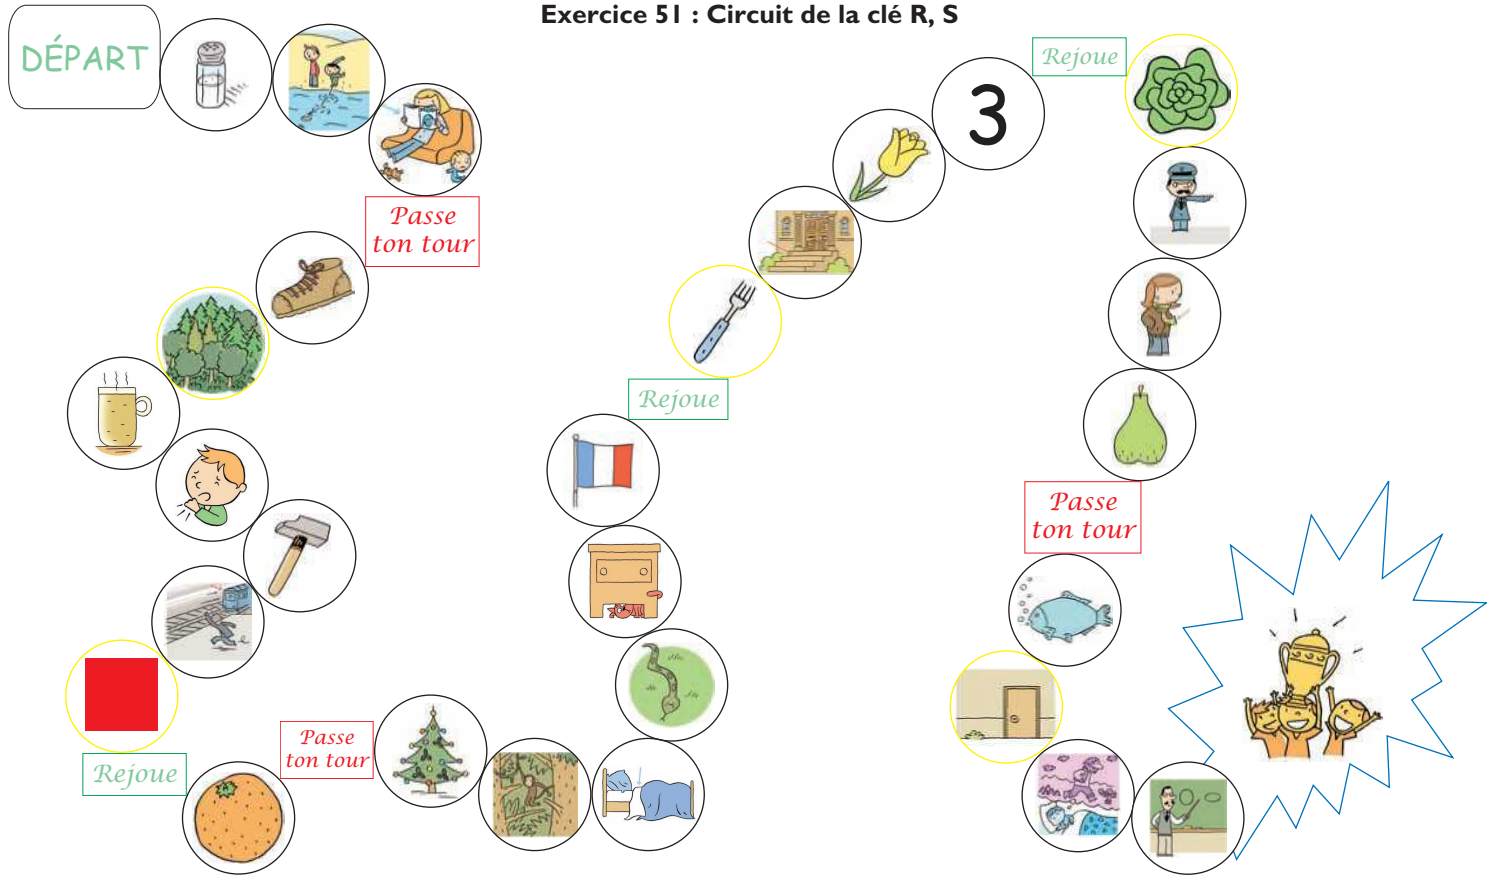 Exercice 51 : Circuit de la clé R, S
DÉPART
Passe
ton tour
Rejoue
Passe
ton tour
Rejoue
3
Rejoue
Passe
ton tour